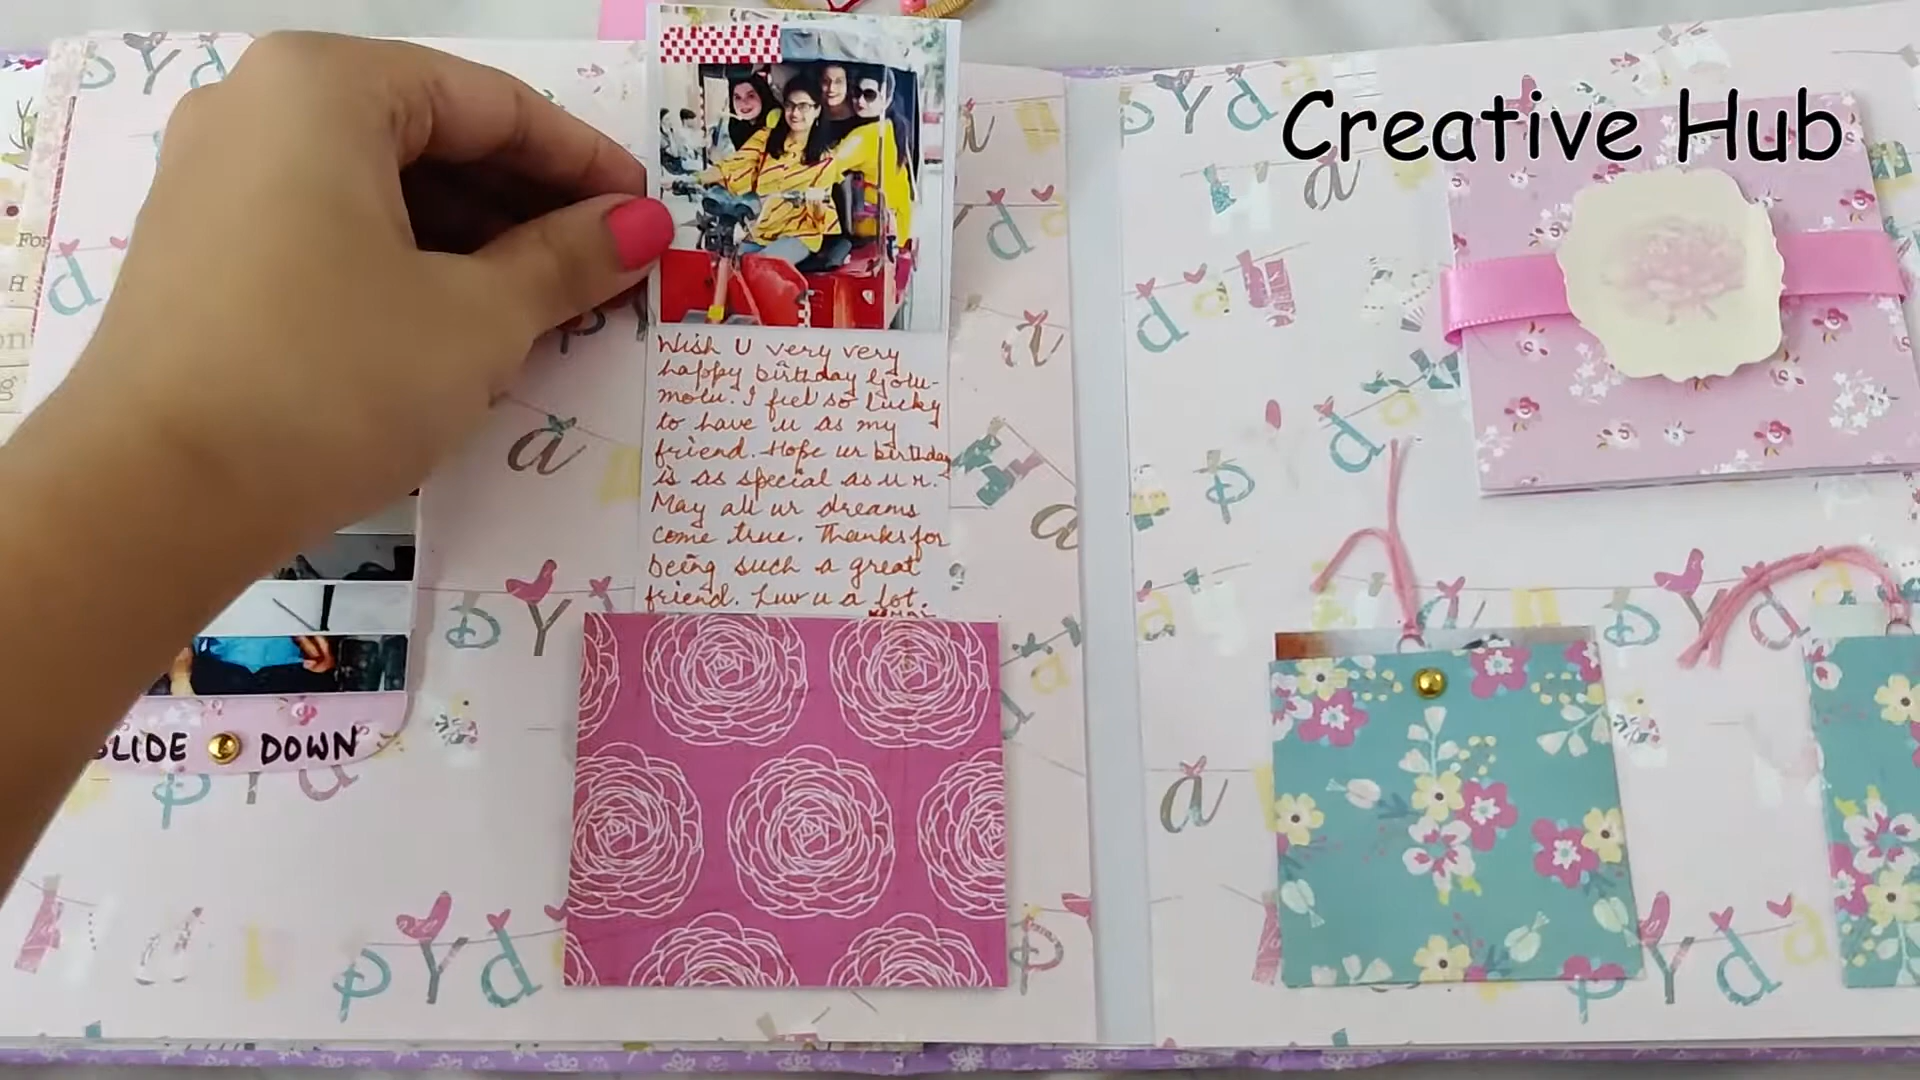 Creative Hub
Wish U very very
happy birthday Golu-
molu. I feel so lucky
to have u as my
friend. Hope ur birthday
is as special as u r.
May all ur dreams
come true. Thanks for
being such a great
friend. Luv u a lot.
SLIDE DOWN